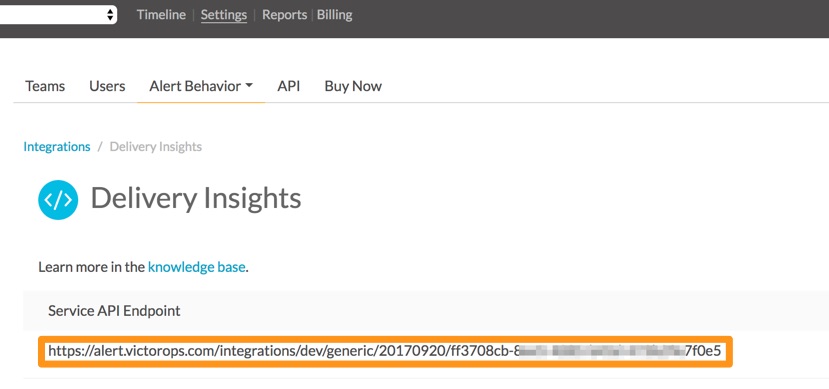 Timeline | Settings | Reports | Billing
Teams Users Alert Behavior API Buy Now
Integrations / Delivery Insights
</> Delivery Insights
Learn more in the knowledge base.
Service API Endpoint
https://alert.victorops.com/integrations/dev/generic/20170920/ff3708cb-8 7f0e5